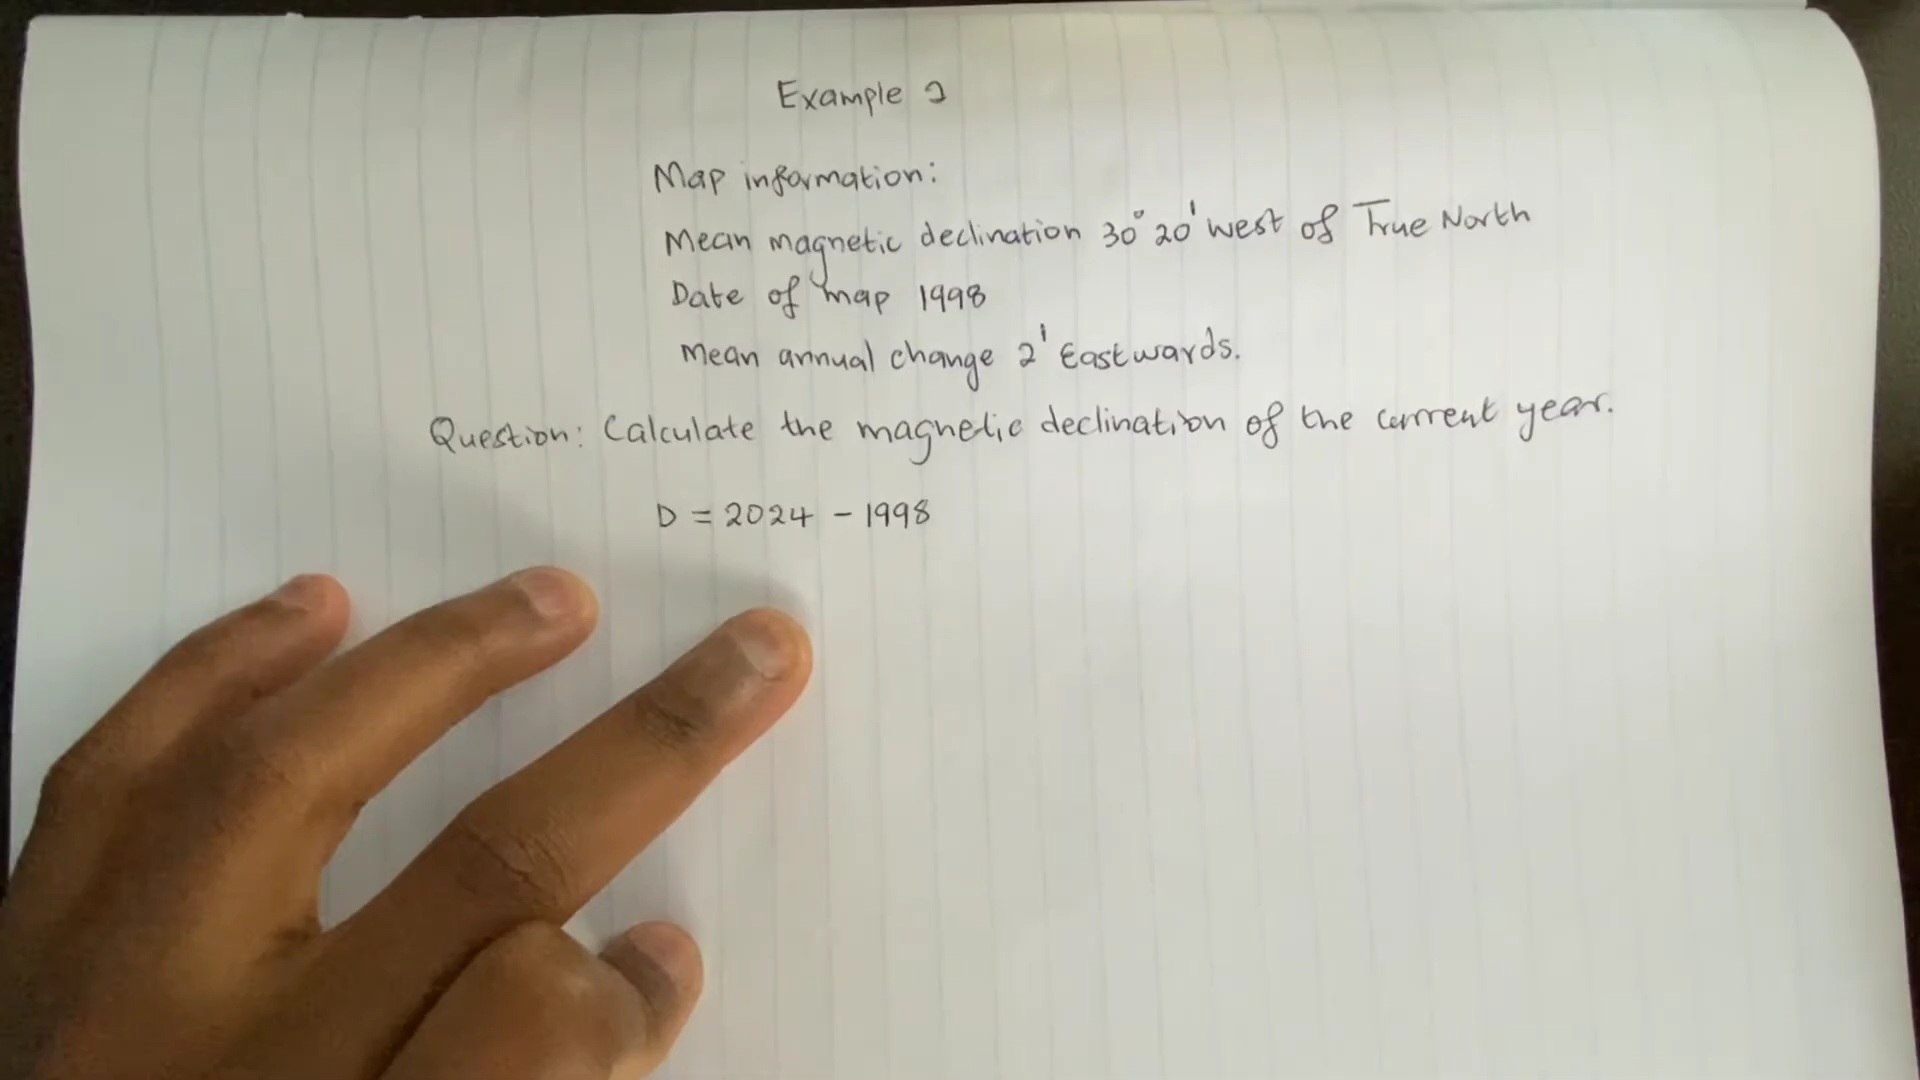 Example 2
Map information:
Mean magnetic declination 30° 20' west of True North
Date of map 1998
Mean annual change 2' Eastwards.
Question: Calculate the magnetic declination of the current year.
D = 2024 - 1998